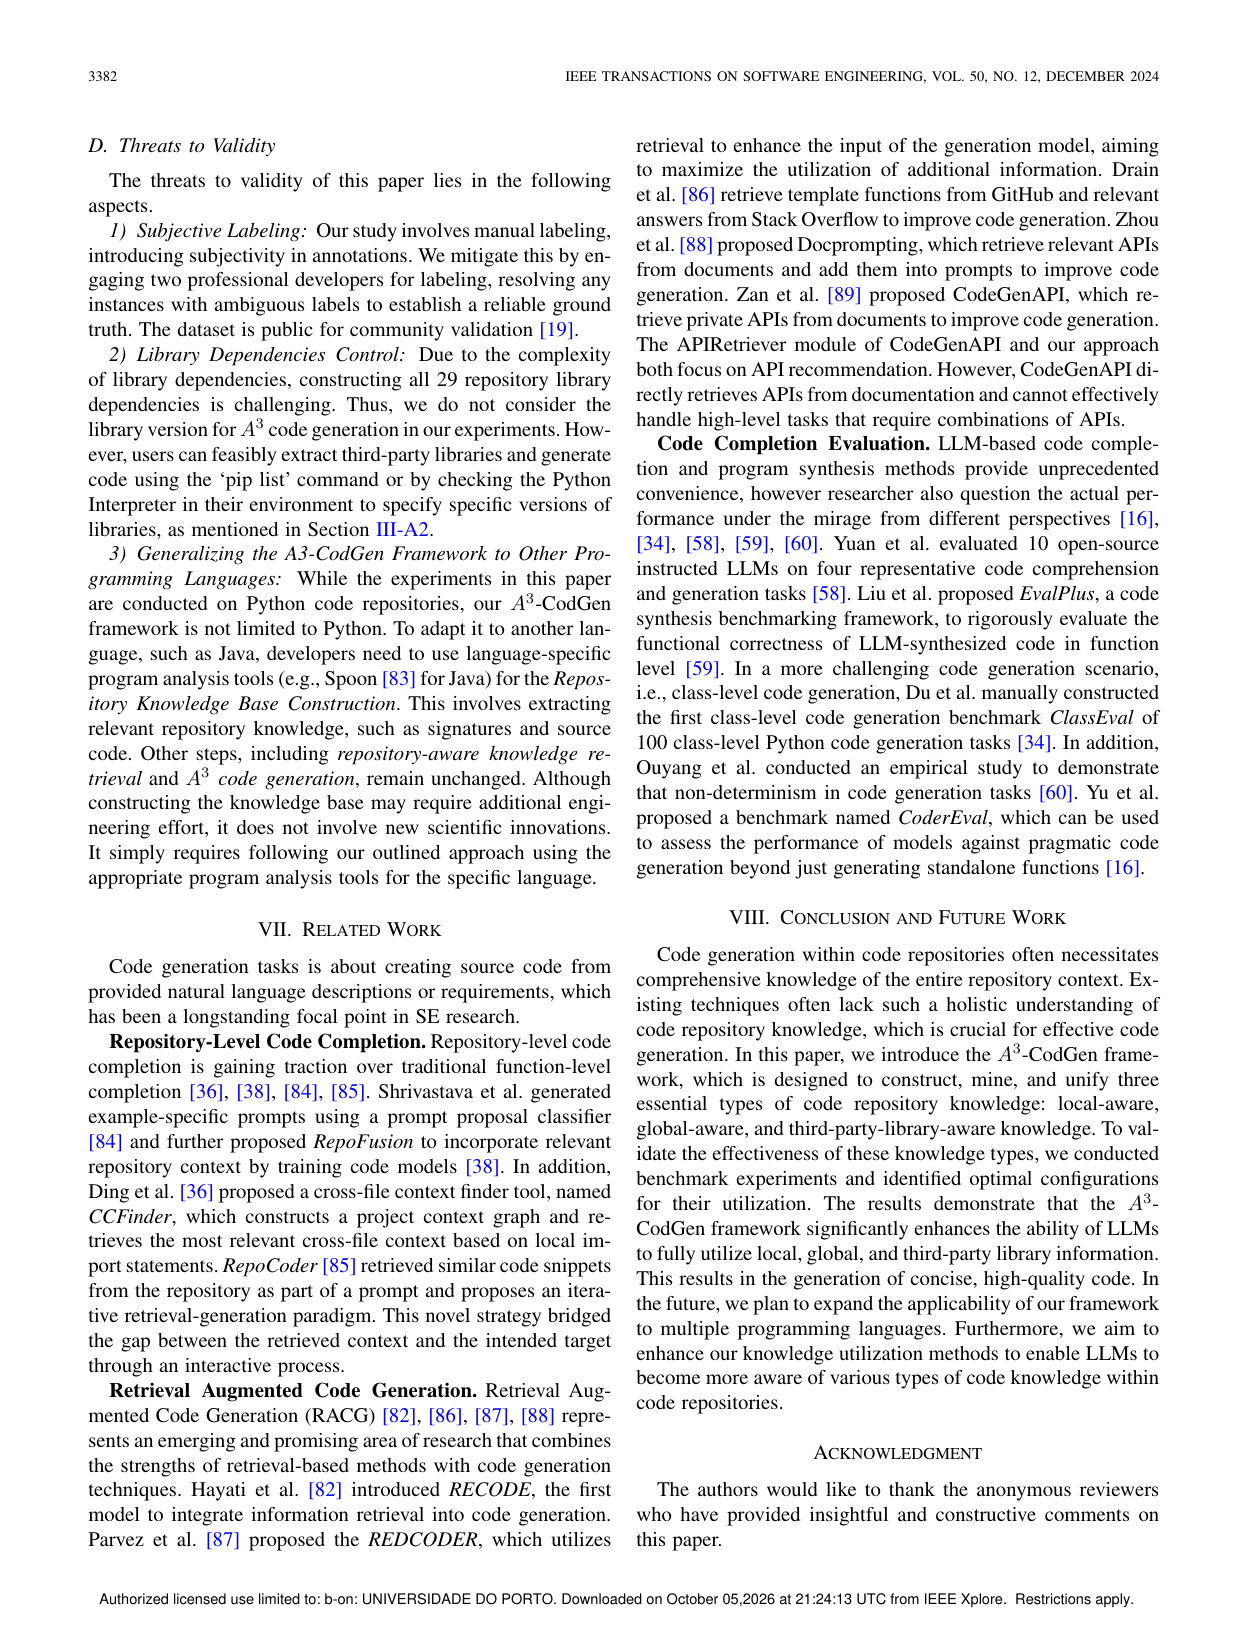 3382
IEEE TRANSACTIONS ON SOFTWARE ENGINEERING, VOL. 50, NO. 12, DECEMBER 2024
D. Threats to Validity
The threats to validity of this paper lies in the following
aspects.
1) Subjective Labeling: Our study involves manual labeling,
introducing subjectivity in annotations. We mitigate this by en-
gaging two professional developers for labeling, resolving any
instances with ambiguous labels to establish a reliable ground
truth. The dataset is public for community validation [19].
2) Library Dependencies Control: Due to the complexity
of library dependencies, constructing all 29 repository library
dependencies is challenging. Thus, we do not consider the
library version for A³ code generation in our experiments. How-
ever, users can feasibly extract third-party libraries and generate
code using the ‘pip list’ command or by checking the Python
Interpreter in their environment to specify specific versions of
libraries, as mentioned in Section III-A2.
3) Generalizing the A3-CodGen Framework to Other Pro-
gramming Languages: While the experiments in this paper
are conducted on Python code repositories, our A³-CodGen
framework is not limited to Python. To adapt it to another lan-
guage, such as Java, developers need to use language-specific
program analysis tools (e.g., Spoon [83] for Java) for the Repos-
itory Knowledge Base Construction. This involves extracting
relevant repository knowledge, such as signatures and source
code. Other steps, including repository-aware knowledge re-
trieval and A³ code generation, remain unchanged. Although
constructing the knowledge base may require additional engi-
neering effort, it does not involve new scientific innovations.
It simply requires following our outlined approach using the
appropriate program analysis tools for the specific language.
VII. RELATED WORK
Code generation tasks is about creating source code from
provided natural language descriptions or requirements, which
has been a longstanding focal point in SE research.
Repository-Level Code Completion. Repository-level code
completion is gaining traction over traditional function-level
completion [36], [38], [84], [85]. Shrivastava et al. generated
example-specific prompts using a prompt proposal classifier
[84] and further proposed RepoFusion to incorporate relevant
repository context by training code models [38]. In addition,
Ding et al. [36] proposed a cross-file context finder tool, named
CCFinder, which constructs a project context graph and re-
trieves the most relevant cross-file context based on local im-
port statements. RepoCoder [85] retrieved similar code snippets
from the repository as part of a prompt and proposes an itera-
tive retrieval-generation paradigm. This novel strategy bridged
the gap between the retrieved context and the intended target
through an interactive process.
Retrieval Augmented Code Generation. Retrieval Aug-
mented Code Generation (RACG) [82], [86], [87], [88] repre-
sents an emerging and promising area of research that combines
the strengths of retrieval-based methods with code generation
techniques. Hayati et al. [82] introduced RECODE, the first
model to integrate information retrieval into code generation.
Parvez et al. [87] proposed the REDCODER, which utilizes
retrieval to enhance the input of the generation model, aiming
to maximize the utilization of additional information. Drain
et al. [86] retrieve template functions from GitHub and relevant
answers from Stack Overflow to improve code generation. Zhou
et al. [88] proposed Docprompting, which retrieve relevant APIs
from documents and add them into prompts to improve code
generation. Zan et al. [89] proposed CodeGenAPI, which re-
trieve private APIs from documents to improve code generation.
The APIRetriever module of CodeGenAPI and our approach
both focus on API recommendation. However, CodeGenAPI di-
rectly retrieves APIs from documentation and cannot effectively
handle high-level tasks that require combinations of APIs.
Code Completion Evaluation. LLM-based code comple-
tion and program synthesis methods provide unprecedented
convenience, however researcher also question the actual per-
formance under the mirage from different perspectives [16],
[34], [58], [59], [60]. Yuan et al. evaluated 10 open-source
instructed LLMs on four representative code comprehension
and generation tasks [58]. Liu et al. proposed EvalPlus, a code
synthesis benchmarking framework, to rigorously evaluate the
functional correctness of LLM-synthesized code in function
level [59]. In a more challenging code generation scenario,
i.e., class-level code generation, Du et al. manually constructed
the first class-level code generation benchmark ClassEval of
100 class-level Python code generation tasks [34]. In addition,
Ouyang et al. conducted an empirical study to demonstrate
that non-determinism in code generation tasks [60]. Yu et al.
proposed a benchmark named CoderEval, which can be used
to assess the performance of models against pragmatic code
generation beyond just generating standalone functions [16].
VIII. CONCLUSION AND FUTURE WORK
Code generation within code repositories often necessitates
comprehensive knowledge of the entire repository context. Ex-
isting techniques often lack such a holistic understanding of
code repository knowledge, which is crucial for effective code
generation. In this paper, we introduce the A³-CodGen frame-
work, which is designed to construct, mine, and unify three
essential types of code repository knowledge: local-aware,
global-aware, and third-party-library-aware knowledge. To val-
idate the effectiveness of these knowledge types, we conducted
benchmark experiments and identified optimal configurations
for their utilization. The results demonstrate that the A³-
CodGen framework significantly enhances the ability of LLMs
to fully utilize local, global, and third-party library information.
This results in the generation of concise, high-quality code. In
the future, we plan to expand the applicability of our framework
to multiple programming languages. Furthermore, we aim to
enhance our knowledge utilization methods to enable LLMs to
become more aware of various types of code knowledge within
code repositories.
ACKNOWLEDGMENT
The authors would like to thank the anonymous reviewers
who have provided insightful and constructive comments on
this paper.
Authorized licensed use limited to: b-on: UNIVERSIDADE DO PORTO. Downloaded on October 05,2026 at 21:24:13 UTC from IEEE Xplore. Restrictions apply.